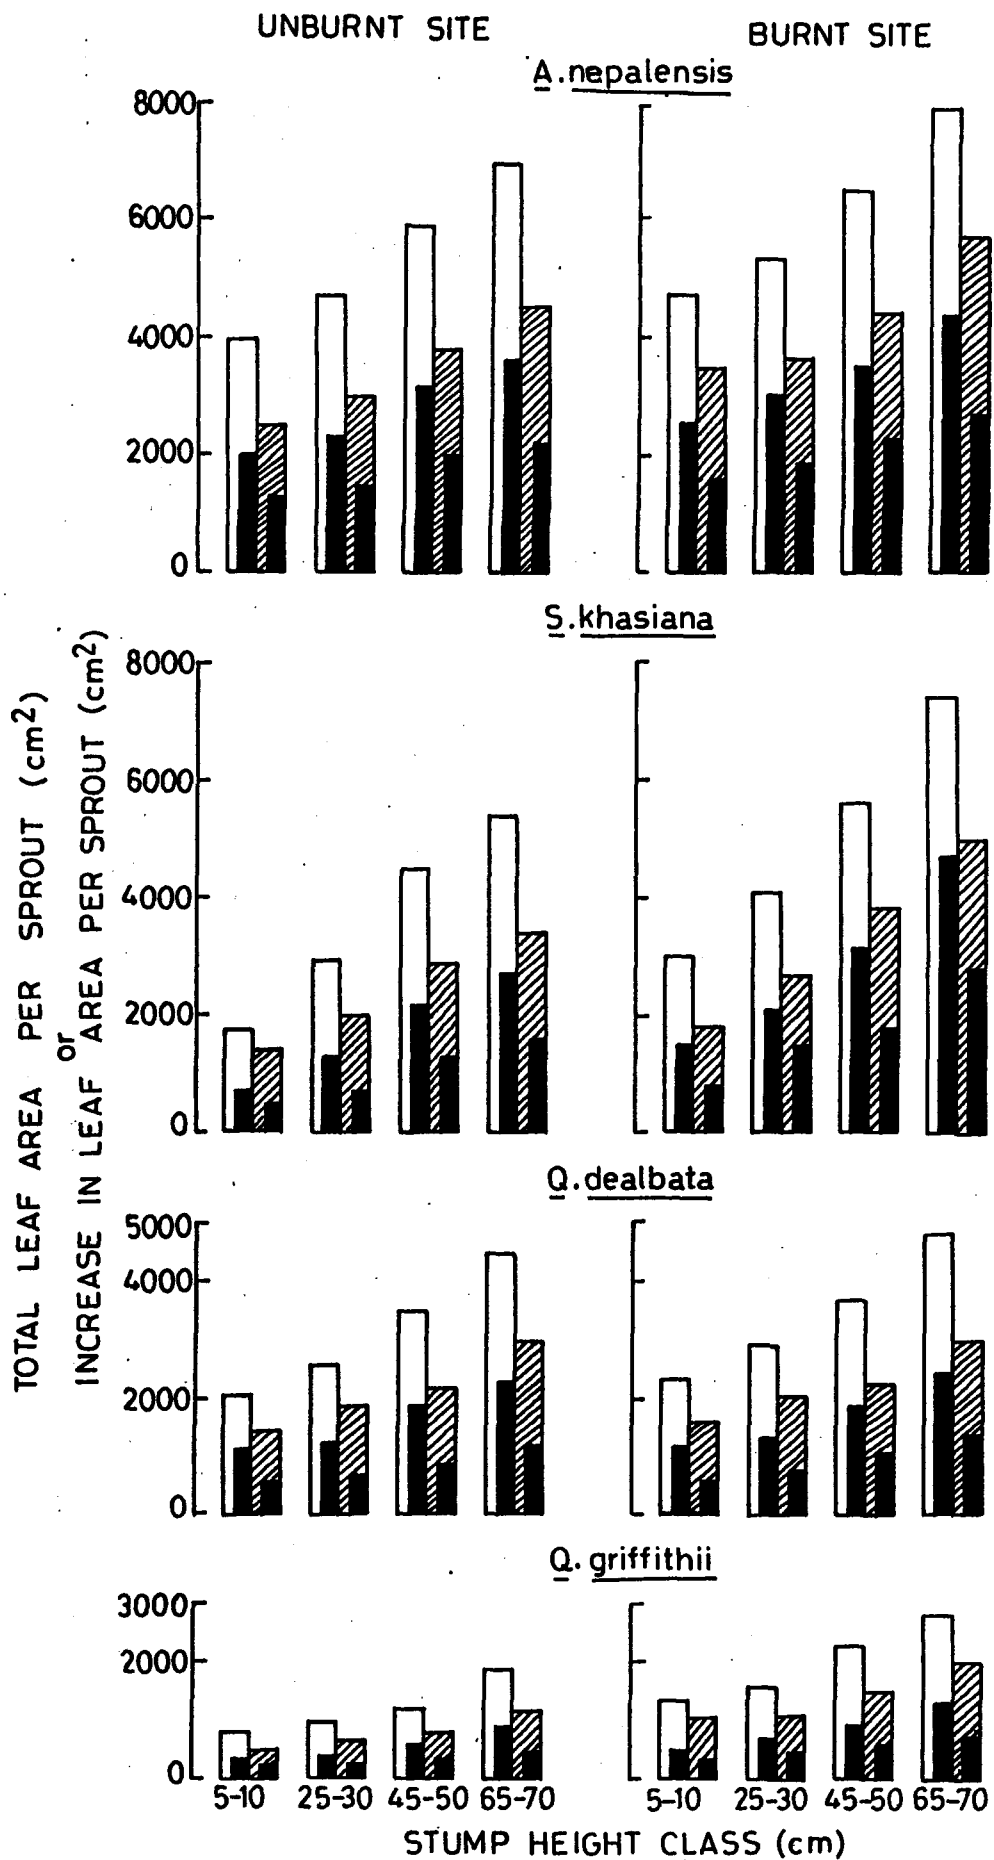 UNBURNT SITE
BURNT SITE
A.nepalensis
8000
6000
4000
2000
0
S.khasiana
8000
6000
4000
2000
0
TOTAL LEAF AREA PER SPROUT (cm²)
or
INCREASE IN LEAF AREA PER SPROUT (cm²)
Q.dealbata
5000
4000
2000
0
Q. griffithii
3000
2000
0
5-10 25-30 45-50 65-70 5-10 25-30 45-50 65-70
STUMP HEIGHT CLASS (cm)